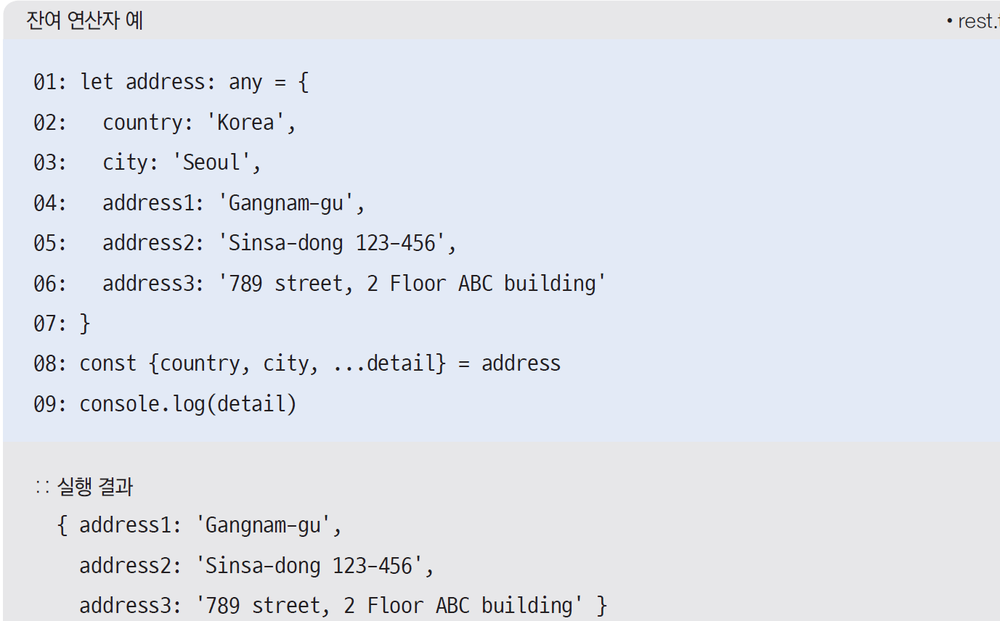 잔여 연산자 예
• rest.
01: let address: any = {
02:   country: 'Korea',
03:   city: 'Seoul',
04:   address1: 'Gangnam-gu',
05:   address2: 'Sinsa-dong 123-456',
06:   address3: '789 street, 2 Floor ABC building'
07: }
08: const {country, city, ...detail} = address
09: console.log(detail)
:: 실행 결과
{ address1: 'Gangnam-gu',
  address2: 'Sinsa-dong 123-456',
  address3: '789 street, 2 Floor ABC building' }